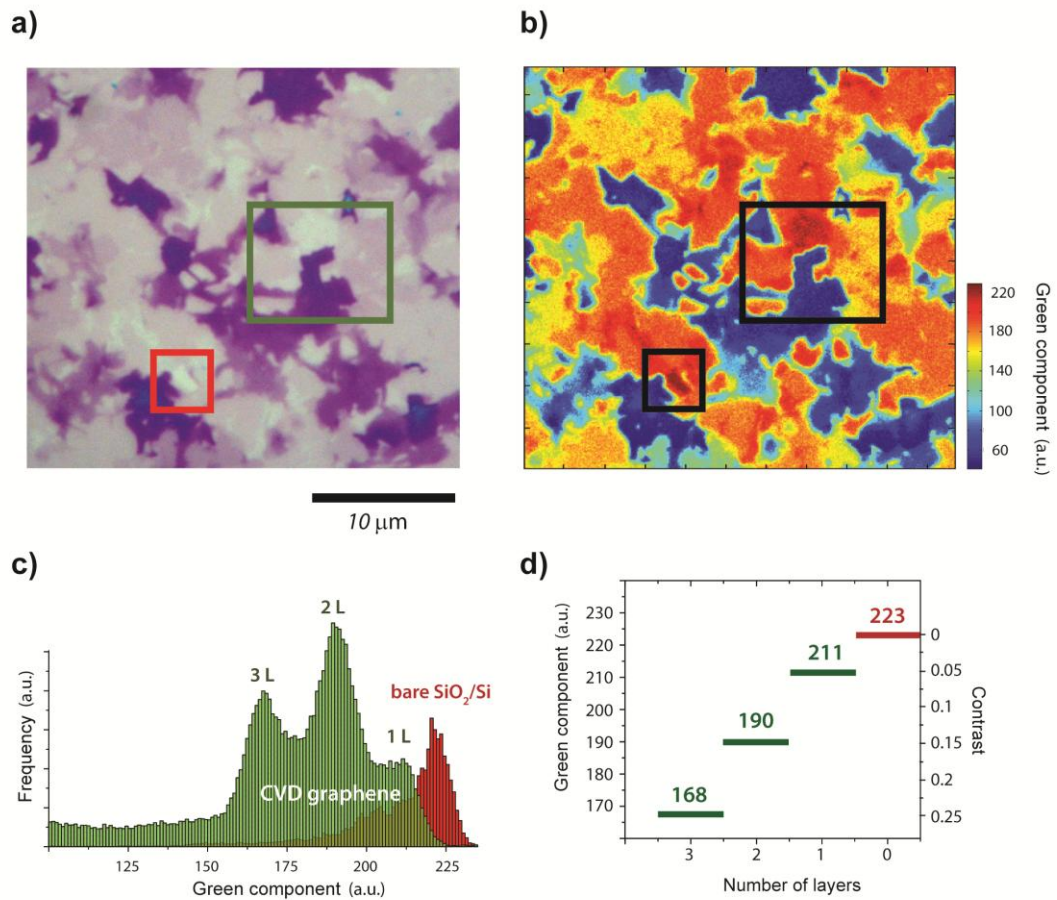 a)
b)
220
180
140
100
60
Green component (a.u.)
10 μm
c)
3 L
2 L
1 L
bare SiO₂/Si
CVD graphene
Frequency (a.u.)
125
150
175
200
225
Green component (a.u.)
d)
230
220
210
200
190
180
170
Green component (a.u.)
223
211
190
168
0
0.05
0.1
0.15
0.2
0.25
Contrast
3
2
1
0
Number of layers